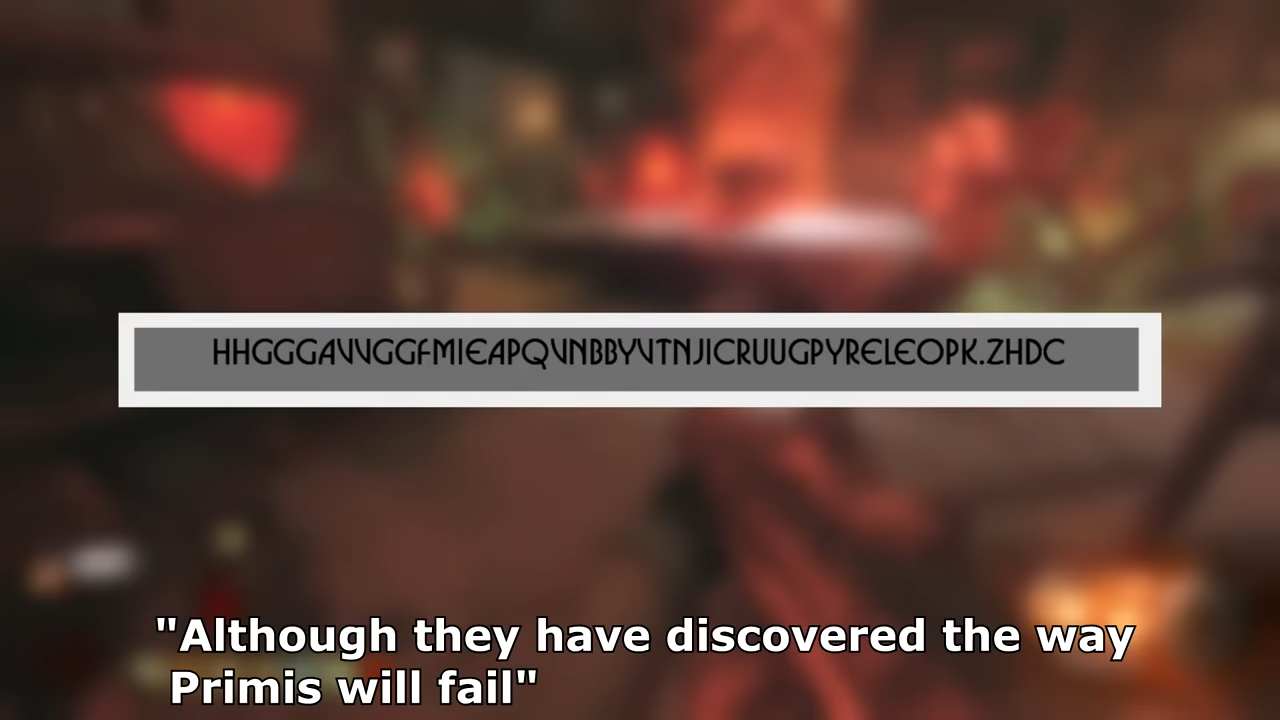 HHGGGAVVGGFMIEAPQVNBBYVTNJICRUUGPYRELEOPK.ZHDC
"Although they have discovered the way
Primis will fail"